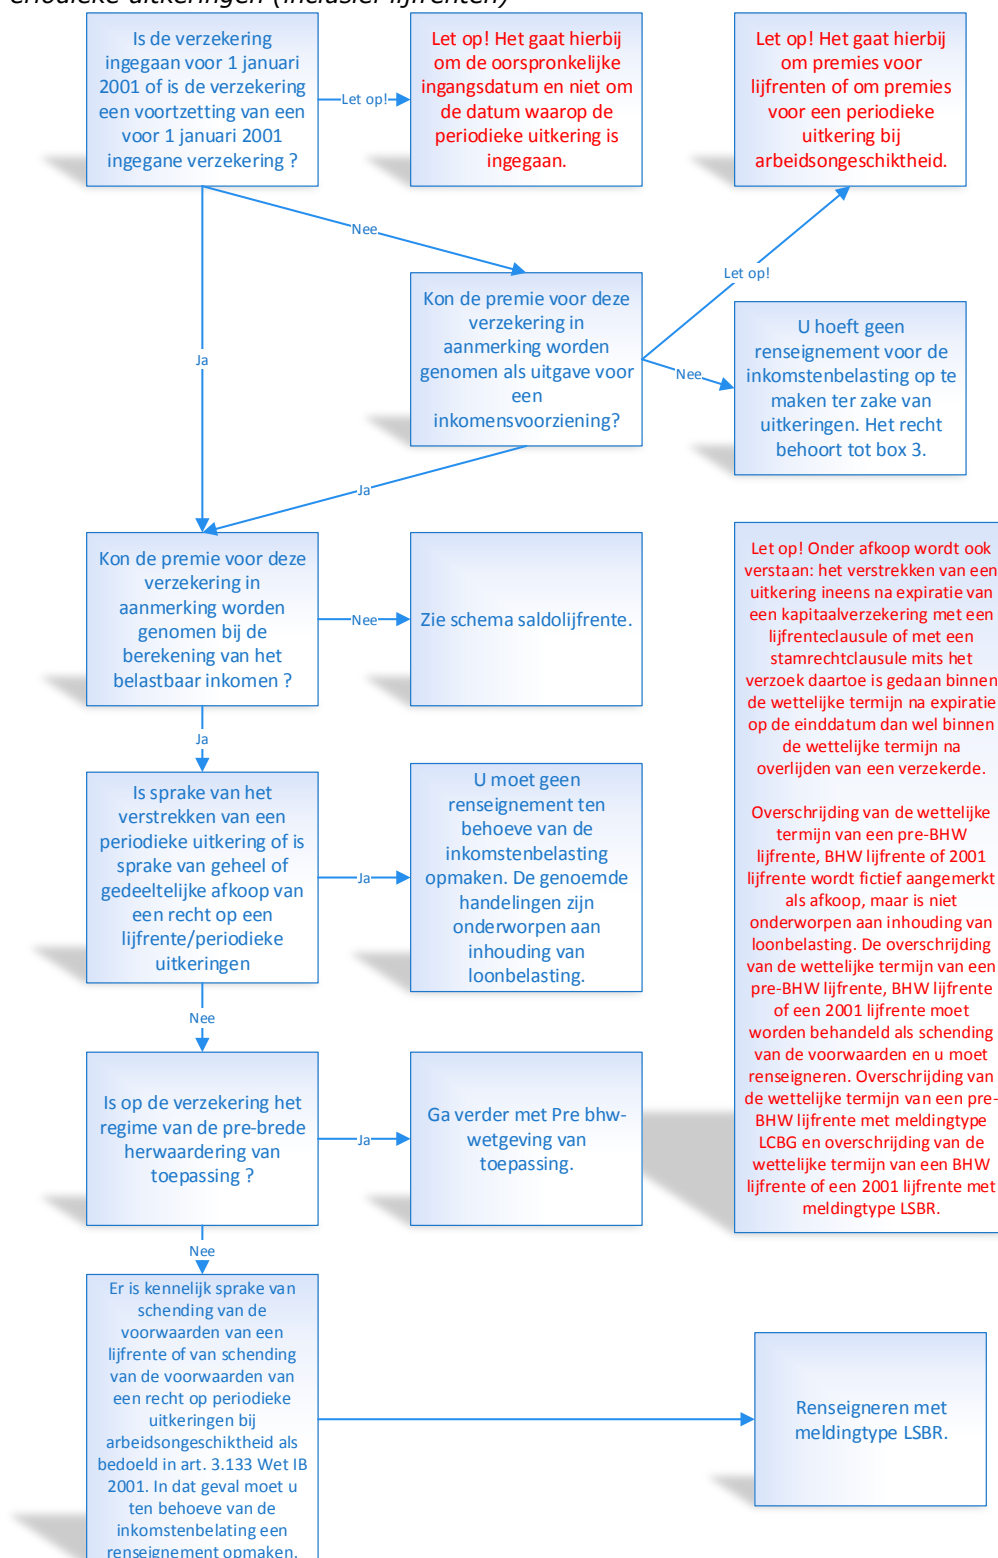 erlodieke uitkeringen (inclusief lijfrenten)
Is de verzekering
ingegaan voor 1 januari
2001 of is de verzekering
een voortzetting van een
voor 1 januari 2001
ingegane verzekering ?
Let op!
Let op! Het gaat hierbij
om de oorspronkelijke
ingangsdatum en niet om
de datum waarop de
periodieke uitkering is
ingegaan.
Let op! Het gaat hierbij
om premies voor
lijfrenten of om premies
voor een periodieke
uitkering bij
arbeidsongeschiktheid.
Nee
Let op!
Ja
Kon de premie voor deze
verzekering in
aanmerking worden
genomen als uitgave voor
een
inkomensvoorziening?
Nee
U hoeft geen
renseignement voor de
inkomstenbelasting op te
maken ter zake van
uitkeringen. Het recht
behoort tot box 3.
Ja
Kon de premie voor deze
verzekering in
aanmerking worden
genomen bij de
berekening van het
belastbaar inkomen ?
Nee
Zie schema saldolijfrente.
Let op! Onder afkoop wordt ook
verstaan: het verstrekken van een
uitkering ineens na expiratie van
een kapitaalverzekering met een
lijfrenteclausule of met een
stamrechtclausule mits het
verzoek daartoe is gedaan binnen
de wettelijke termijn na expiratie
op de einddatum dan wel binnen
de wettelijke termijn na
overlijden van een verzekerde.
Overschrijding van de wettelijke
termijn van een pre-BHW
lijfrente, BHW lijfrente of 2001
lijfrente wordt fictief aangemerkt
als afkoop, maar is niet
onderworpen aan inhouding van
loonbelasting. De overschrijding
van de wettelijke termijn van een
pre-BHW lijfrente, BHW lijfrente
of een 2001 lijfrente moet
worden behandeld als schending
van de voorwaarden en u moet
renseigneren. Overschrijding van
de wettelijke termijn van een pre-
BHW lijfrente met meldingtype
LCBG en overschrijding van de
wettelijke termijn van een BHW
lijfrente of een 2001 lijfrente met
meldingtype LSBR.
Ja
Is sprake van het
verstrekken van een
periodieke uitkering of is
sprake van geheel of
gedeeltelijke afkoop van
een recht op een
lijfrente/periodieke
uitkeringen
Ja
U moet geen
renseignement ten
behoeve van de
inkomstenbelasting
opmaken. De genoemde
handelingen zijn
onderworpen aan
inhouding van
loonbelasting.
Nee
Is op de verzekering het
regime van de pre-brede
herwaardering van
toepassing ?
Ja
Ga verder met Pre bhw-
wetgeving van
toepassing.
Nee
Er is kennelijk sprake van
schending van de
voorwaarden van een
lijfrente of van schending
van de voorwaarden van
een recht op periodieke
uitkeringen bij
arbeidsongeschiktheid als
bedoeld in art. 3.133 Wet IB
2001. In dat geval moet u
ten behoeve van de
inkomstenbelating een
renseignement opmaken.
Renseigneren met
meldingtype LSBR.